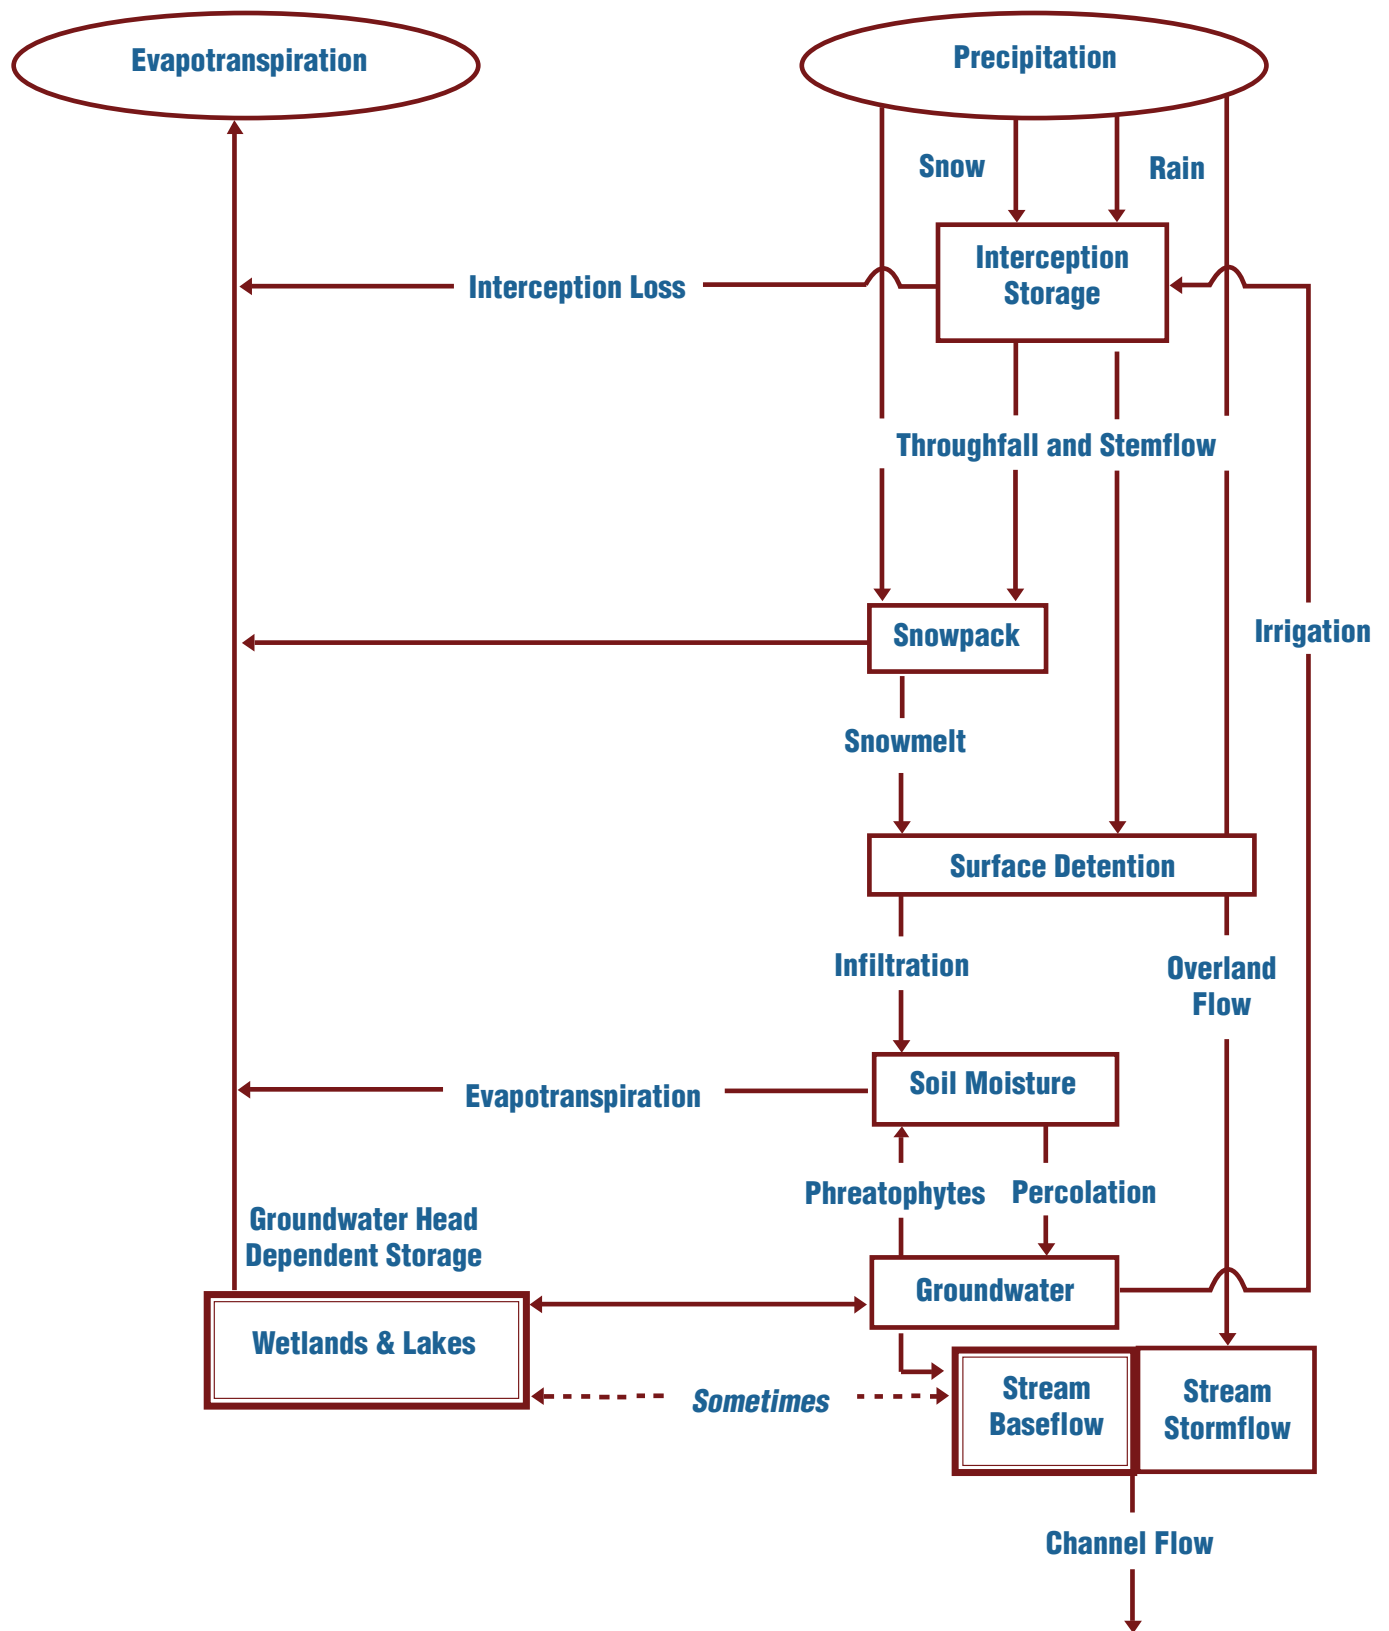 Evapotranspiration
Precipitation
Snow
Rain
Interception
Storage
Interception Loss
Throughfall and Stemflow
Snowpack
Irrigation
Snowmelt
Surface Detention
Infiltration
Overland
Flow
Soil Moisture
Evapotranspiration
Phreatophytes
Percolation
Groundwater Head
Dependent Storage
Groundwater
Wetlands & Lakes
Sometimes
Stream
Baseflow
Stream
Stormflow
Channel Flow